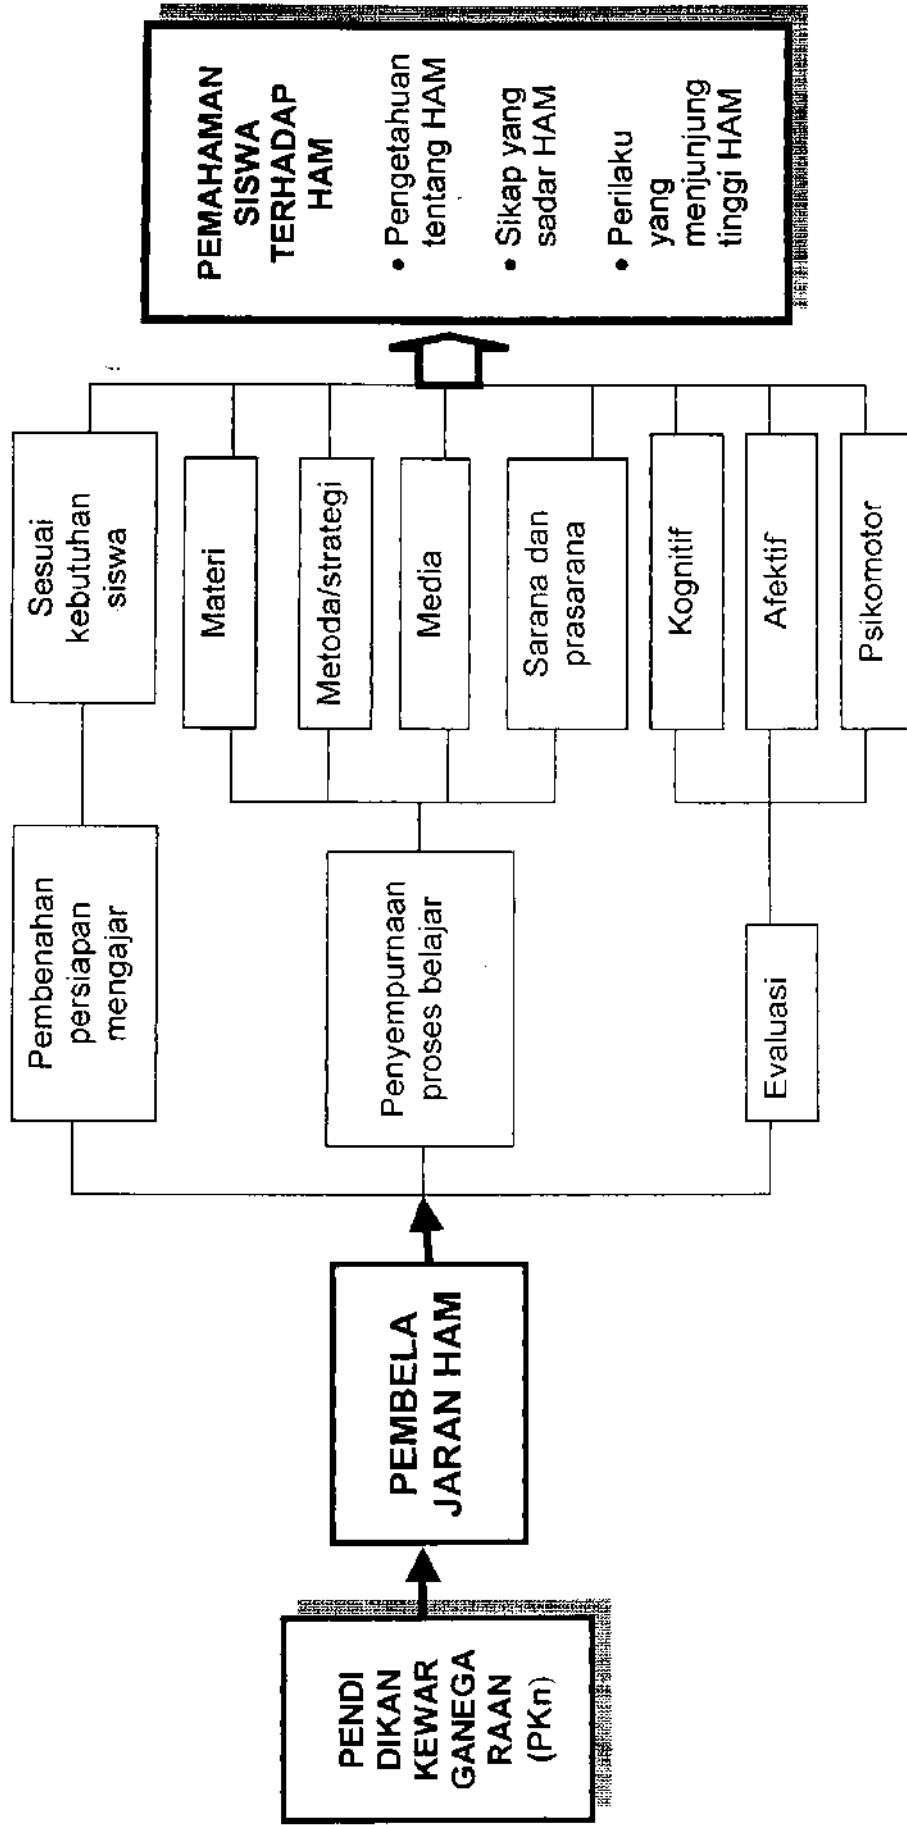 PENDI
DIKAN
KEWAR
GANEGA
RAAN
(PKn)
PEMBELA
JARAN HAM
Pembenahan
persiapan
mengajar
Penyempurnaan
proses belajar
Evaluasi
Sesuai
kebutuhan
siswa
Materi
Metoda/strategi
Media
Sarana dan
prasarana
Kognitif
Afektif
Psikomotor
PEMAHAMAN
SISWA
TERHADAP
HAM
• Pengetahuan
tentang HAM
• Sikap yang
sadar HAM
• Perilaku
yang
menjunjung
tinggi HAM